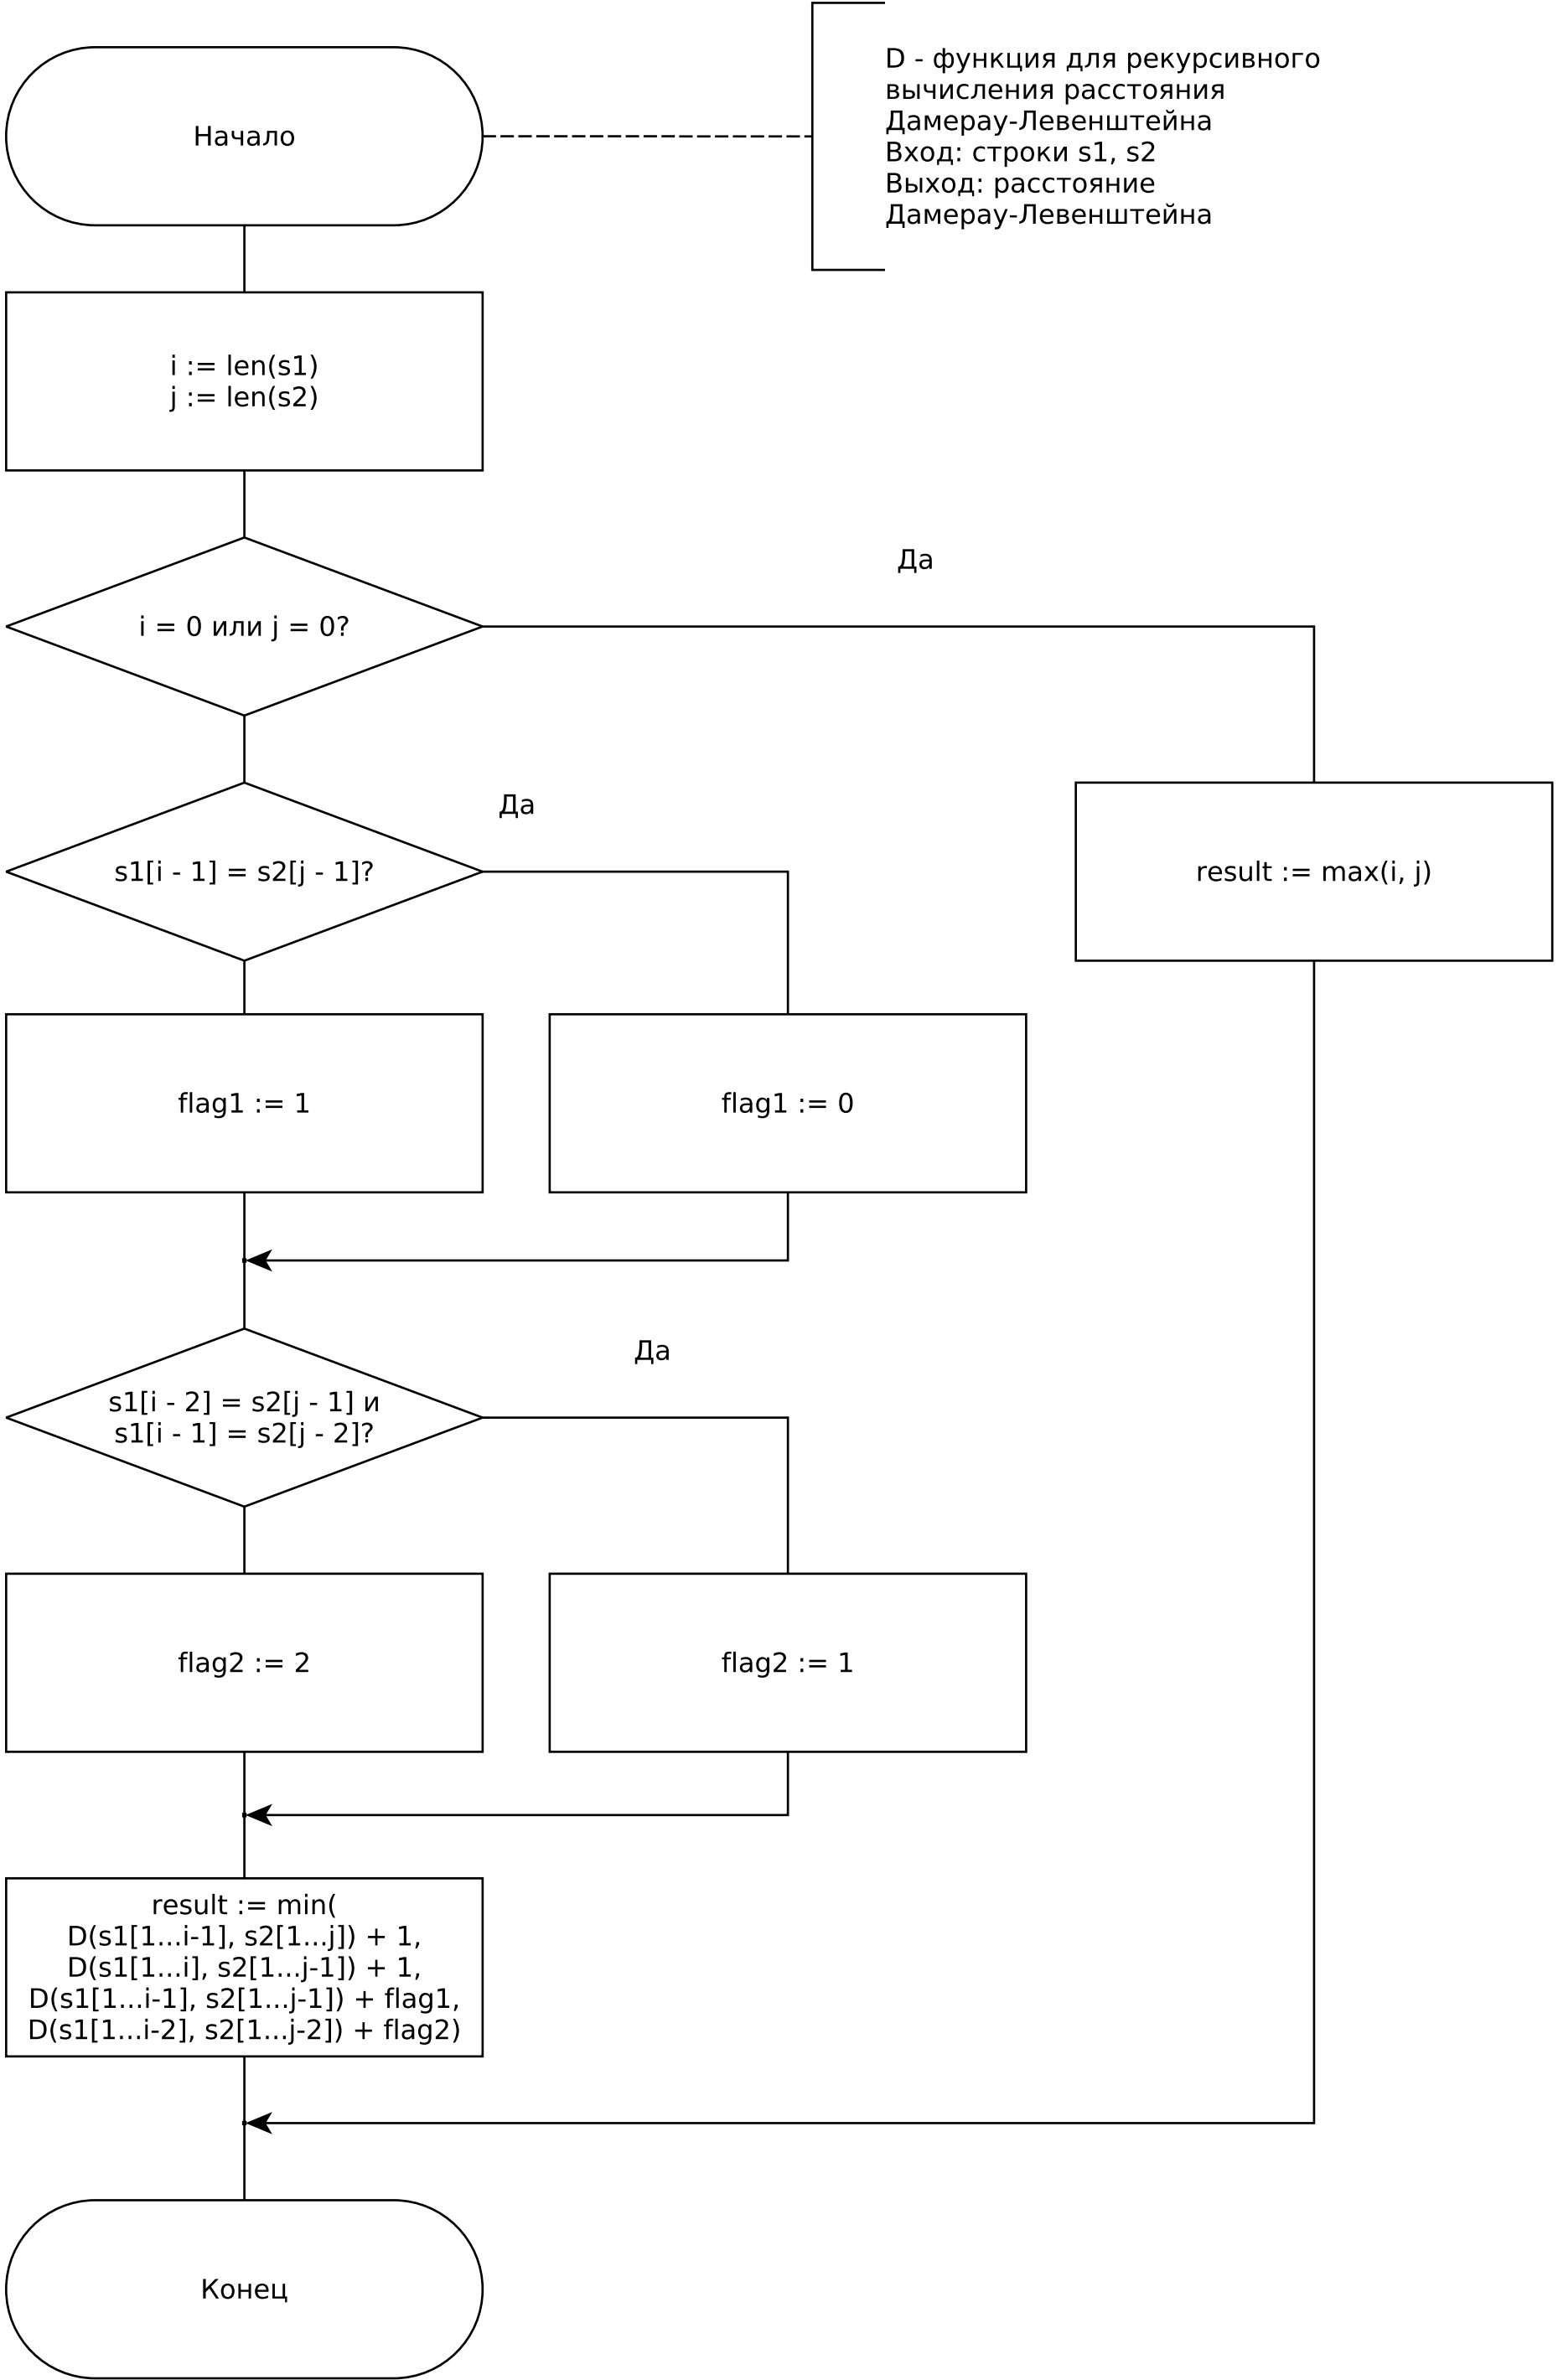 Начало
D - функция для рекурсивного
вычисления расстояния
Дамерау-Левенштейна
Вход: строки s1, s2
Выход: расстояние
Дамерау-Левенштейна
i := len(s1)
j := len(s2)
Да
i = 0 или j = 0?
Да
s1[i - 1] = s2[j - 1]?
result := max(i, j)
flag1 := 1
flag1 := 0
Да
s1[i - 2] = s2[j - 1] и
s1[i - 1] = s2[j - 2]?
flag2 := 2
flag2 := 1
result := min(
D(s1[1...i-1], s2[1...j]) + 1,
D(s1[1...i], s2[1...j-1]) + 1,
D(s1[1...i-1], s2[1...j-1]) + flag1,
D(s1[1...i-2], s2[1...j-2]) + flag2)
Конец